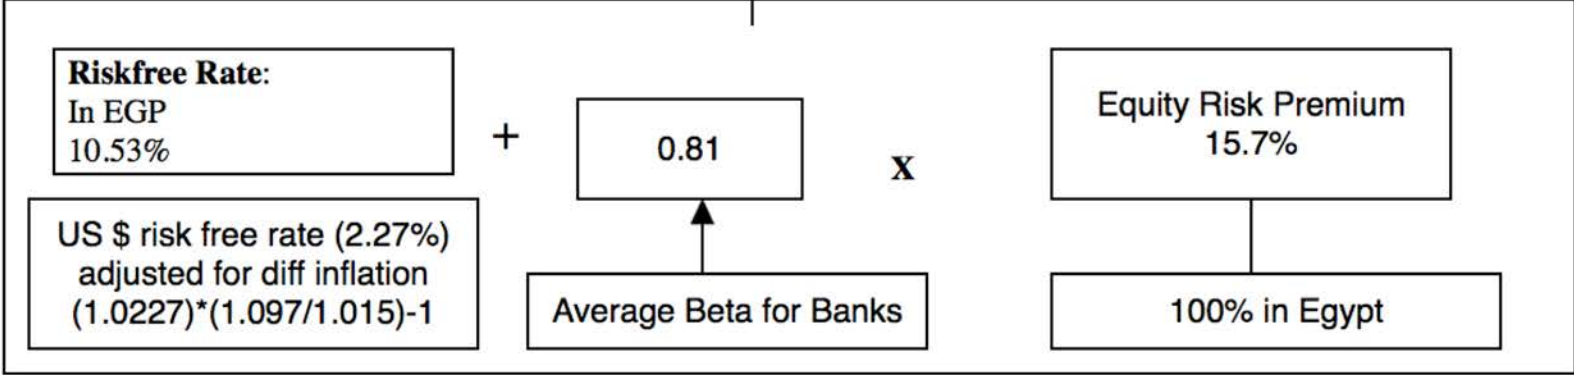 Riskfree Rate:
In EGP
10.53%
+
0.81
x
Equity Risk Premium
15.7%
US $ risk free rate (2.27%)
adjusted for diff inflation
(1.0227)*(1.097/1.015)-1
Average Beta for Banks
100% in Egypt